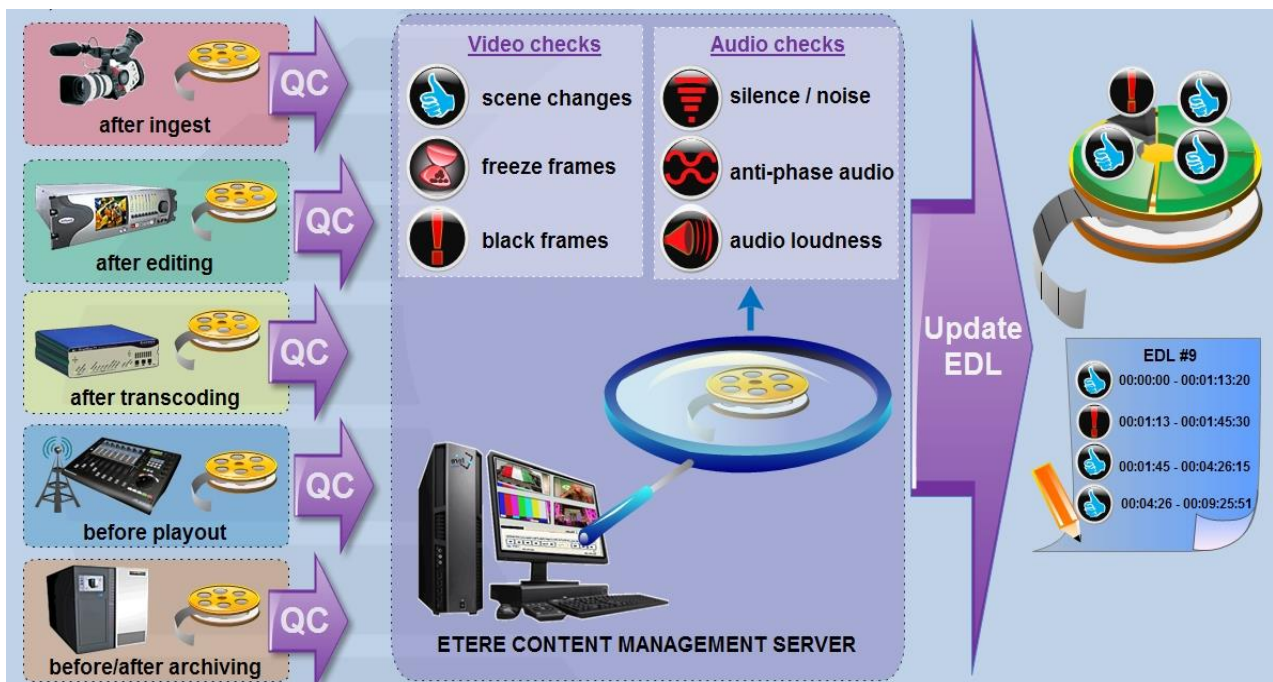 after ingest
QC
after editing
QC
after transcoding
QC
before playout
QC
before/after archiving
QC
Video checks
scene changes
freeze frames
black frames
Audio checks
silence / noise
anti-phase audio
audio loudness
ETERE CONTENT MANAGEMENT SERVER
Update
EDL
EDL #9
00:00:00 - 00:01:13:20
00:01:13 - 00:01:45:30
00:01:45 - 00:04:26:15
00:04:26 - 00:09:25:51